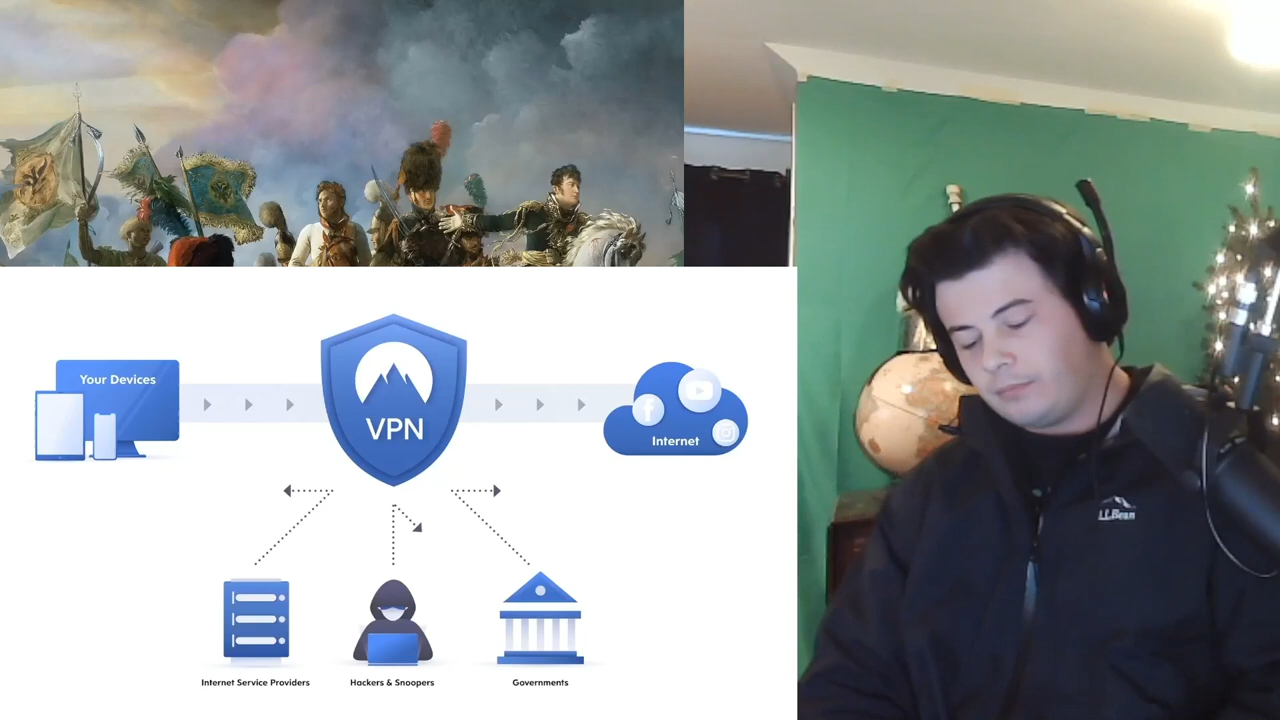 Your Devices
VPN
Internet
Internet Service Providers
Hackers & Snoopers
Governments
L.L.Bean